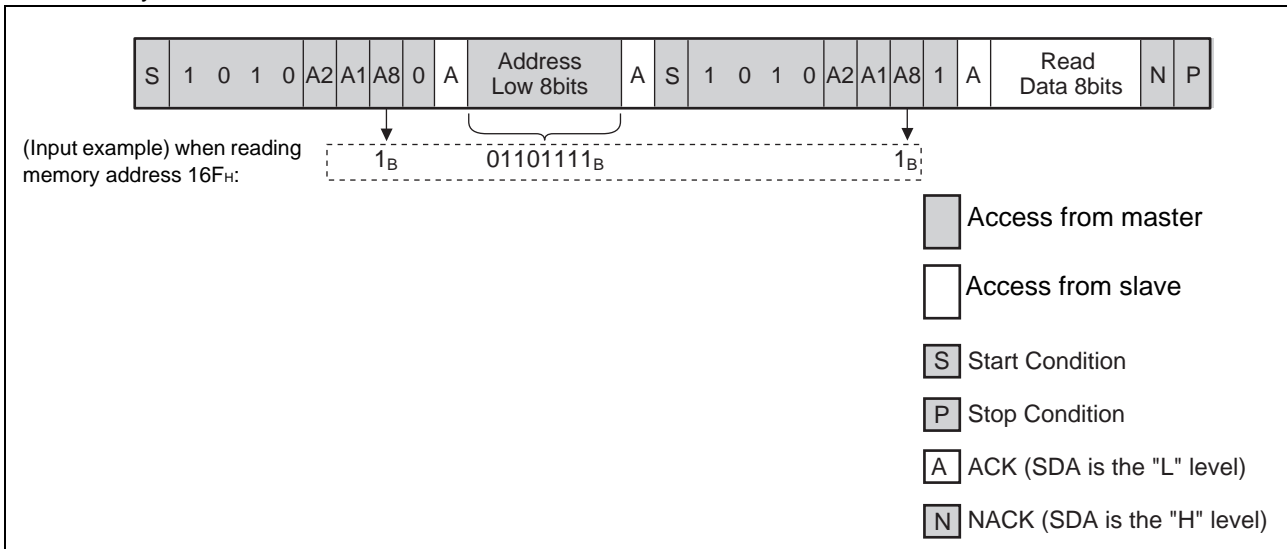 S 1 0 1 0 A2 A1 A8 0 A Address Low 8bits A S 1 0 1 0 A2 A1 A8 1 A Read Data 8bits N P
(Input example) when reading
memory address 16FH:
1B 01101111B 1B
Access from master
Access from slave
S Start Condition
P Stop Condition
A ACK (SDA is the "L" level)
N NACK (SDA is the "H" level)